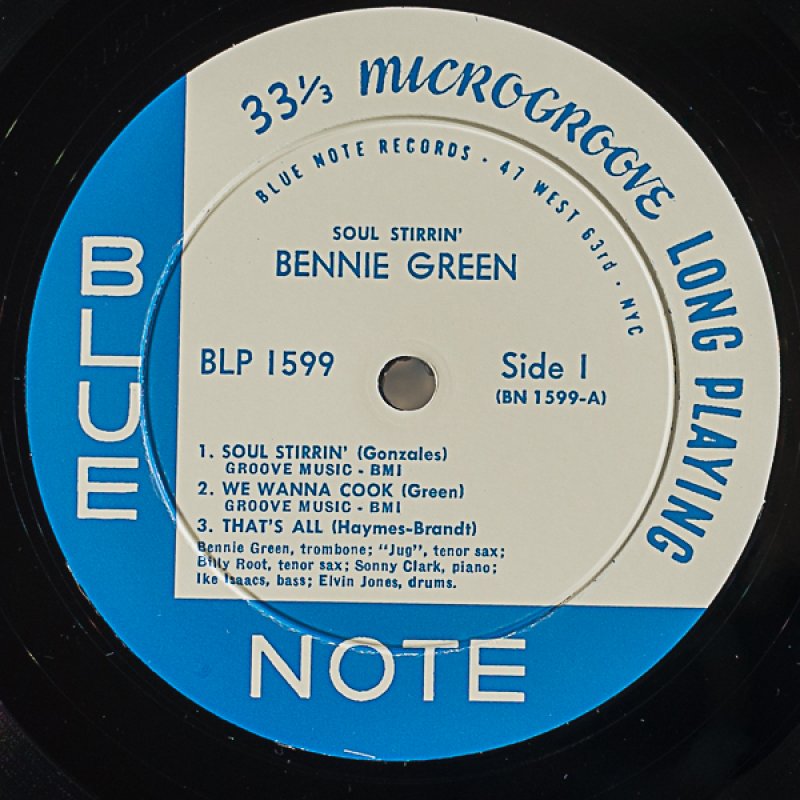 33⅓ MICROGROOVE LONG PLAYING
BLUE NOTE RECORDS · 47 WEST 63rd · NYC
SOUL STIRRIN'
BENNIE GREEN
BLP 1599
Side 1
(BN 1599-A)
1. SOUL STIRRIN' (Gonzales)
GROOVE MUSIC - BMI
2. WE WANNA COOK (Green)
GROOVE MUSIC - BMI
3. THAT'S ALL (Haymes-Brandt)
Bennie Green, trombone; "Jug", tenor sax;
Billy Root, tenor sax; Sonny Clark, piano;
Ike Isaacs, bass; Elvin Jones, drums.
BLUE
NOTE